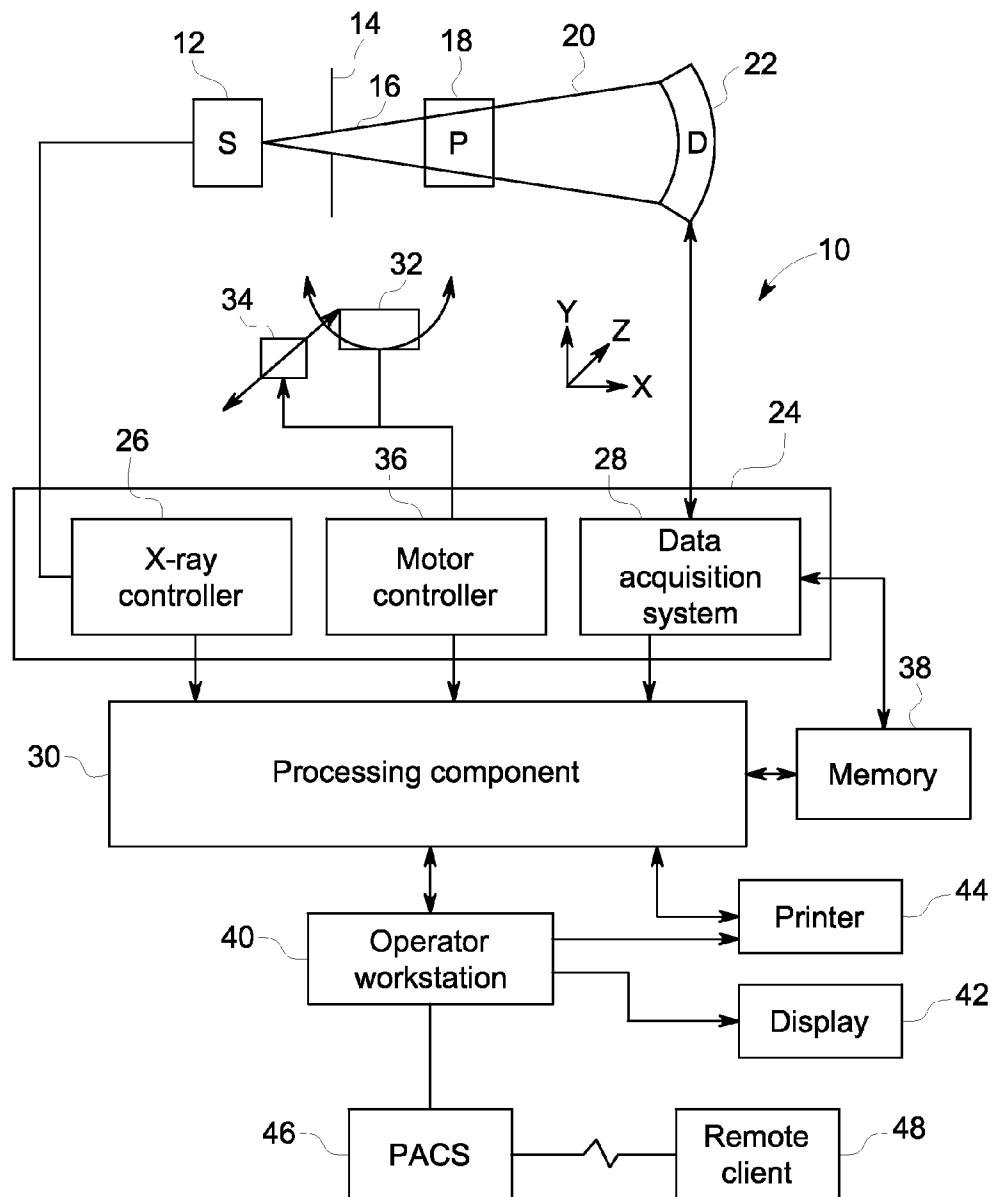 12
14
16
18
20
22
S
P
D
10
34
32
Y
Z
X
24
26
36
28
X-ray
controller
Motor
controller
Data
acquisition
system
38
30
Processing component
Memory
44
40
Operator
workstation
Printer
42
Display
46
PACS
Remote
client
48